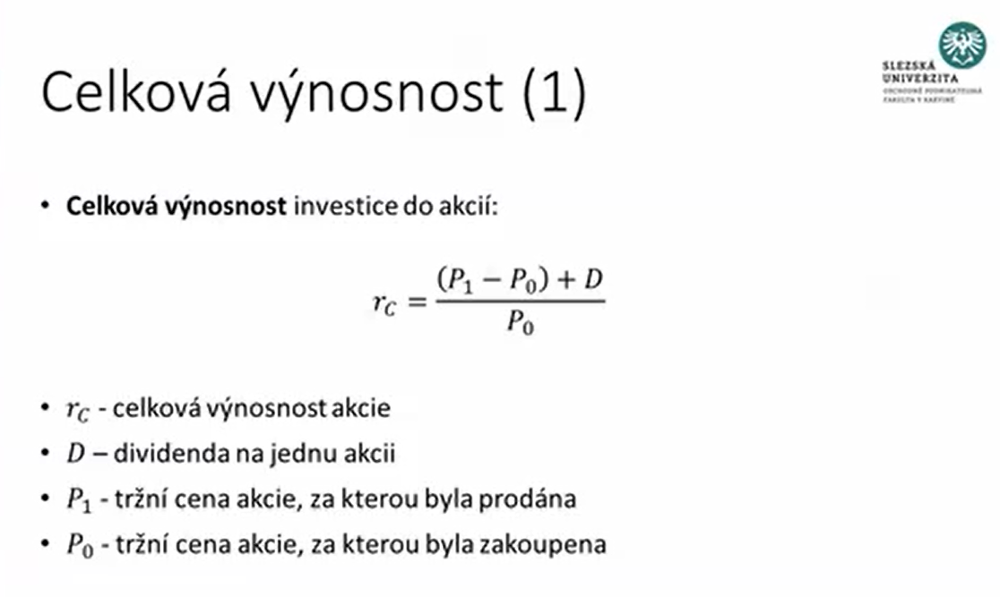 Celková výnosnost (1)
SLEZSKÁ
UNIVERZITA
OBCHODNĚ PODNIKATELSKÁ
FAKULTA V KARVINÉ
• Celková výnosnost investice do akcií:
r_C = ((P_1 − P_0) + D) / P_0
• r_C - celková výnosnost akcie
• D – dividenda na jednu akcii
• P_1 - tržní cena akcie, za kterou byla prodána
• P_0 - tržní cena akcie, za kterou byla zakoupena